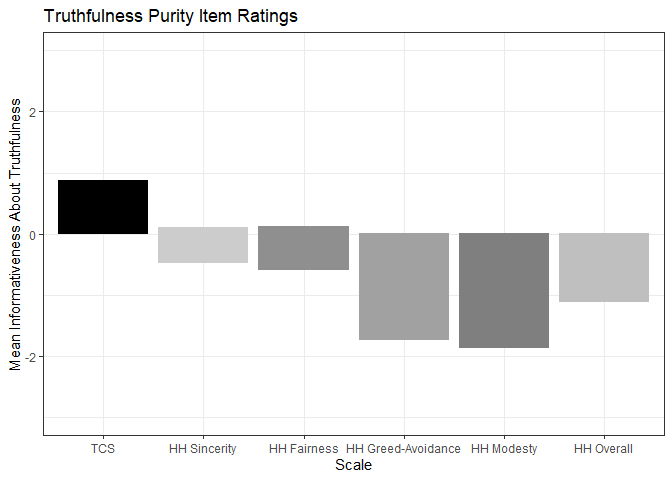 Truthfulness Purity Item Ratings
Mean Informativeness About Truthfulness
2
0
-2
TCS
HH Sincerity
HH Fairness
HH Greed-Avoidance
HH Modesty
HH Overall
Scale